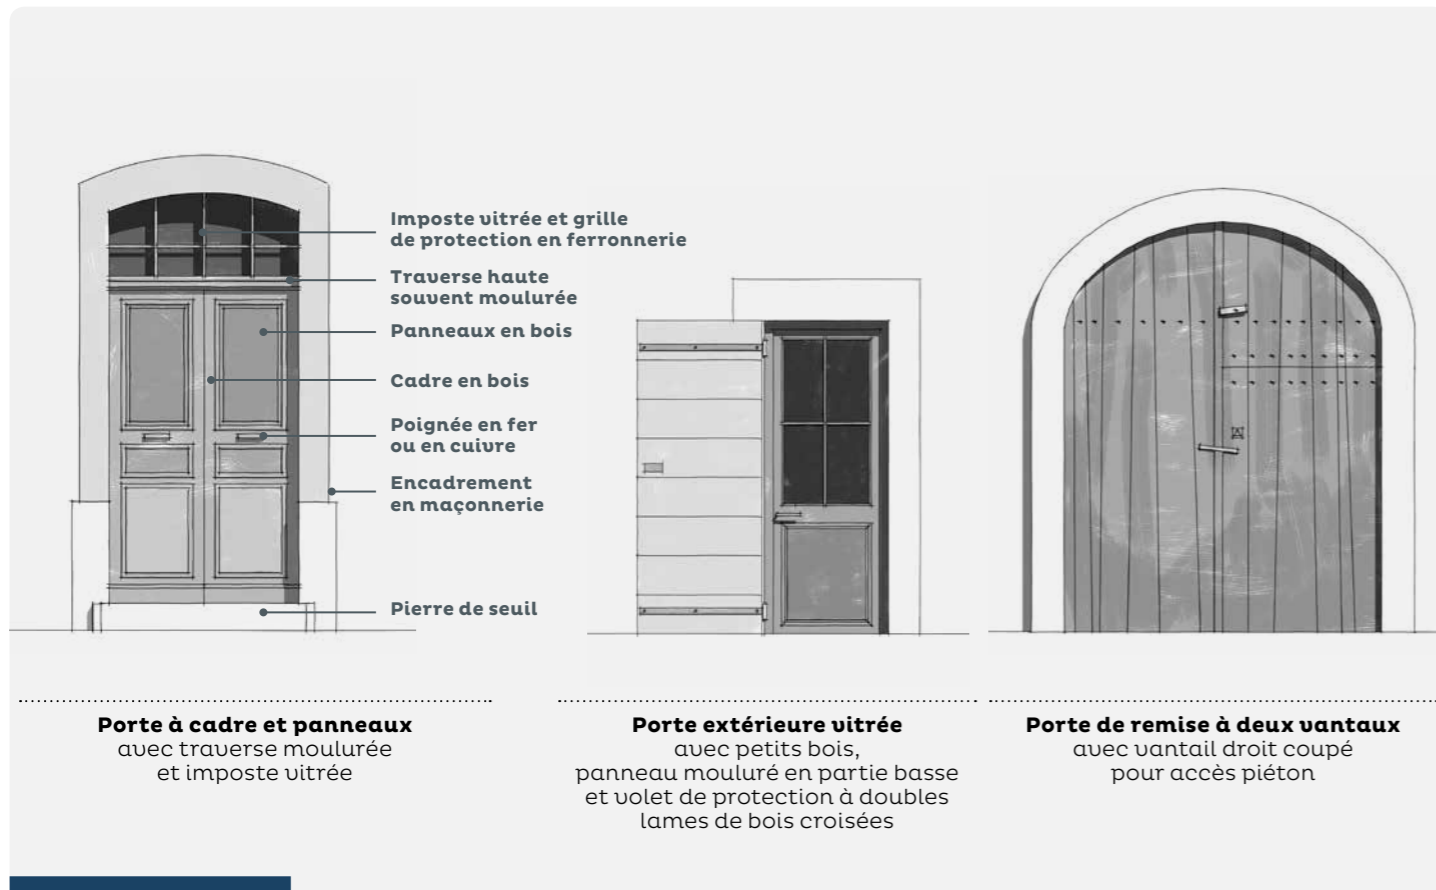 Imposte vitrée et grille
de protection en ferronnerie
Traverse haute
souvent moulurée
Panneaux en bois
Cadre en bois
Poignée en fer
ou en cuivre
Encadrement
en maçonnerie
Pierre de seuil
Porte à cadre et panneaux
avec traverse moulurée
et imposte vitrée
Porte extérieure vitrée
avec petits bois,
panneau mouluré en partie basse
et volet de protection à doubles
lames de bois croisées
Porte de remise à deux vantaux
avec vantail droit coupé
pour accès piéton